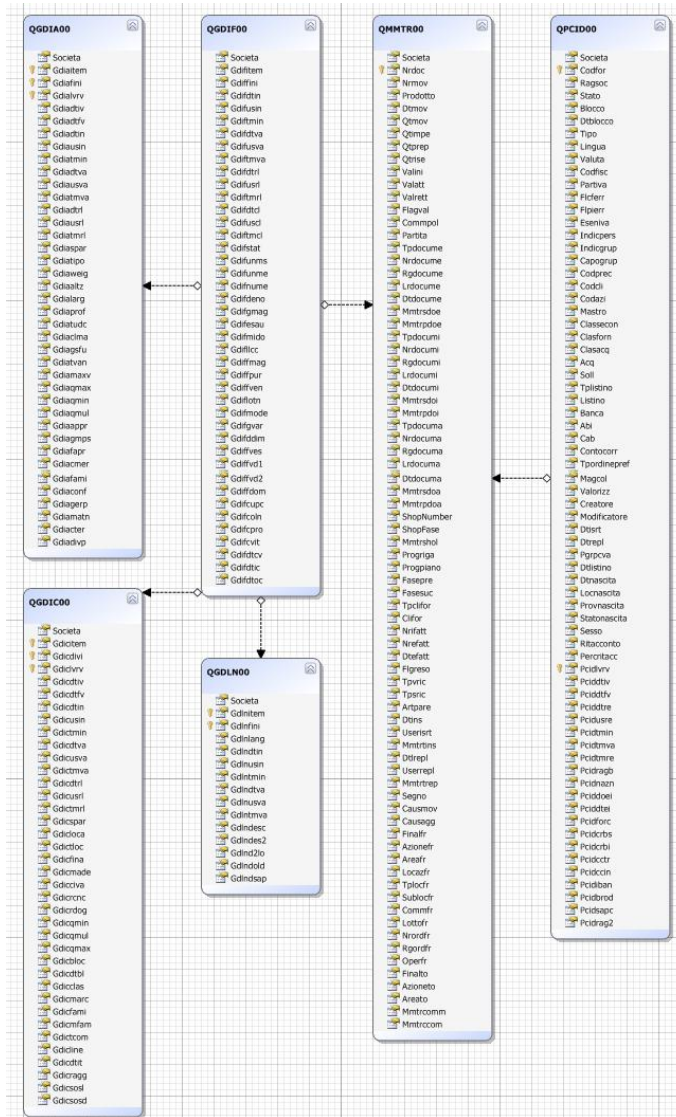 QGDIA00
Societa
Gdiaitem
Gdiafini
Gdialvrv
Gdiadtiv
Gdiadtfv
Gdiadtin
Gdiausin
Gdiatmin
Gdiadtva
Gdiausva
Gdiatmva
Gdiadtrl
Gdiausrl
Gdiatmrl
Gdiaspar
Gdiatipo
Gdiaweig
Gdiaaltz
Gdialarg
Gdiaprof
Gdiatudc
Gdiaclma
Gdiagsfu
Gdiatvan
Gdiamaxv
Gdiaqmax
Gdiaqmin
Gdiaqmul
Gdiaappr
Gdiagmps
Gdiafapr
Gdiacmer
Gdiafami
Gdiaconf
Gdiagerp
Gdiamatn
Gdiacter
Gdiadivp
QGDIC00
Societa
Gdicitem
Gdicdivi
Gdiclvrv
Gdicdtiv
Gdicdtfv
Gdicdtin
Gdicusin
Gdictmin
Gdicdtva
Gdicusva
Gdictmva
Gdicdtrl
Gdicusrl
Gdictmrl
Gdicspar
Gdicloca
Gdictloc
Gdicfina
Gdicmade
Gdicciva
Gdicrcnc
Gdicrdog
Gdicqmin
Gdicqmul
Gdicqmax
Gdicbloc
Gdicdtbl
Gdicclas
Gdicmarc
Gdicfami
Gdicmfam
Gdictcom
Gdicline
Gdicdtit
Gdicragg
Gdicsosl
Gdicsosd
QGDIF00
Societa
Gdifitem
Gdiffini
Gdifdtin
Gdifusin
Gdiftmin
Gdifdtva
Gdifusva
Gdiftmva
Gdifdtrl
Gdifusrl
Gdiftmrl
Gdifdtcl
Gdifuscl
Gdiftmcl
Gdifstat
Gdifunms
Gdifunme
Gdifnume
Gdifdeno
Gdifgmag
Gdifesau
Gdifmido
Gdifllcc
Gdiffmag
Gdiffpur
Gdiffven
Gdiflotn
Gdifmode
Gdifgvar
Gdifddim
Gdiffves
Gdiffvd1
Gdiffvd2
Gdiffdom
Gdifcupc
Gdifcoln
Gdifcpro
Gdifcvit
Gdifdtcv
Gdifdtic
Gdifdtoc
QGDLN00
Societa
Gdlnitem
Gdlnfini
Gdlnlang
Gdlndtin
Gdlnusin
Gdlntmin
Gdlndtva
Gdlnusva
Gdlntmva
Gdlndesc
Gdlndes2
Gdlnd2lo
Gdlndold
Gdlndsap
QMMTR00
Societa
Nrdoc
Nrmov
Prodotto
Dtmov
Qtmov
Qtimpe
Qtprep
Qtrise
Valini
Valatt
Valrett
Flagval
Commpol
Partita
Tpdocume
Nrdocume
Rgdocume
Lrdocume
Dtdocume
Mmtrsdoe
Mmtrpdoe
Tpdocumi
Nrdocumi
Rgdocumi
Lrdocumi
Dtdocumi
Mmtrsdoi
Mmtrpdoi
Tpdocuma
Nrdocuma
Rgdocuma
Lrdocuma
Dtdocuma
Mmtrsdoa
Mmtrpdoa
ShopNumber
ShopFase
Mmtrshol
Progriga
Progpiano
Fasepre
Fasesuc
Tpclifor
Clifor
Nrifatt
Nrefatt
Dtefatt
Flgreso
Tpvric
Tpsric
Artpare
Dtins
Userisrt
Mmtrtins
Dtlrepl
Userrepl
Mmtrtrep
Segno
Causmov
Causagg
Finalfr
Azionefr
Areafr
Locazfr
Tplocfr
Sublocfr
Commfr
Lottofr
Nrordfr
Rgordfr
Operfr
Finalto
Azioneto
Areato
Mmtrcomm
Mmtrccom
QPCID00
Societa
Codfor
Ragsoc
Stato
Blocco
Dtblocco
Tipo
Lingua
Valuta
Codfisc
Partiva
Flcferr
Flpierr
Eseniva
Indicpers
Indicgrup
Capogrup
Codprec
Codcli
Codazi
Mastro
Classecon
Clasforn
Clasacq
Acq
Soll
Tplistino
Listino
Banca
Abi
Cab
Contocorr
Tpordinepref
Magcol
Valorizz
Creatore
Modificatore
Dtisrt
Dtrepl
Pgrpcva
Dtlistino
Dtnascita
Locnascita
Provnascita
Statonascita
Sesso
Ritacconto
Percntacc
Pcidlvrv
Pciddtiv
Pciddtfv
Pciddtre
Pcidusre
Pcidtmin
Pcidtmva
Pcidtmre
Pcidragb
Pcidnazn
Pciddoei
Pciddtei
Pcidforc
Pcidcrbs
Pcidcrbi
Pcidcctr
Pcidccin
Pcidiban
Pcidbrod
Pcidsapc
Pcidrag2